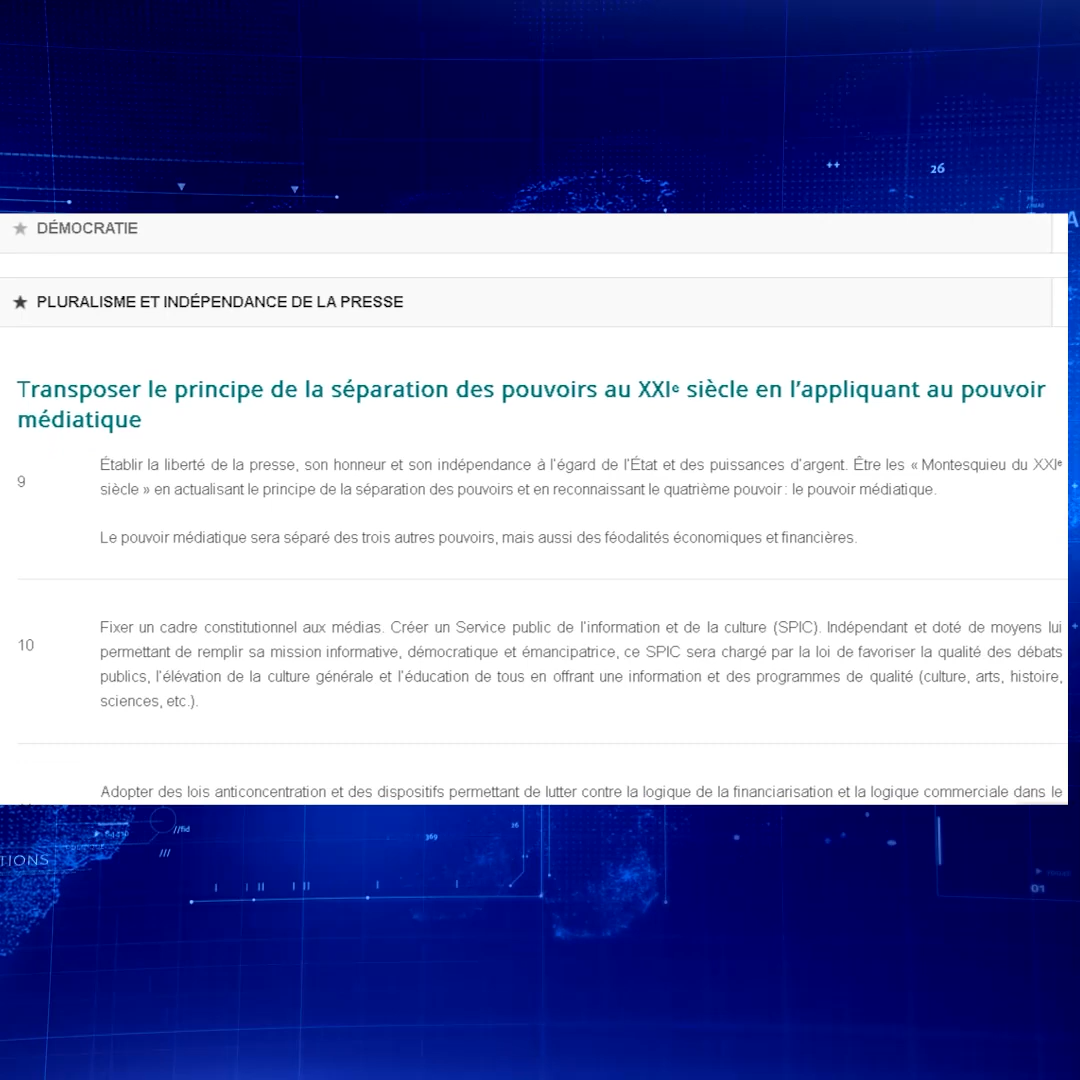 ++
26
DÉMOCRATIE
PLURALISME ET INDÉPENDANCE DE LA PRESSE
Transposer le principe de la séparation des pouvoirs au XXIe siècle en l'appliquant au pouvoir
médiatique
9
Établir la liberté de la presse, son honneur et son indépendance à l'égard de l'État et des puissances d'argent. Être les « Montesquieu du XXIe
siècle » en actualisant le principe de la séparation des pouvoirs et en reconnaissant le quatrième pouvoir : le pouvoir médiatique.
Le pouvoir médiatique sera séparé des trois autres pouvoirs, mais aussi des féodalités économiques et financières.
10
Fixer un cadre constitutionnel aux médias. Créer un Service public de l'information et de la culture (SPIC). Indépendant et doté de moyens lui
permettant de remplir sa mission informative, démocratique et émancipatrice, ce SPIC sera chargé par la loi de favoriser la qualité des débats
publics, l'élévation de la culture générale et l'éducation de tous en offrant une information et des programmes de qualité (culture, arts, histoire,
sciences, etc.).
Adopter des lois anticoncentration et des dispositifs permettant de lutter contre la logique de la financiarisation et la logique commerciale dans le
//fid
369
16
TIONS
///
01